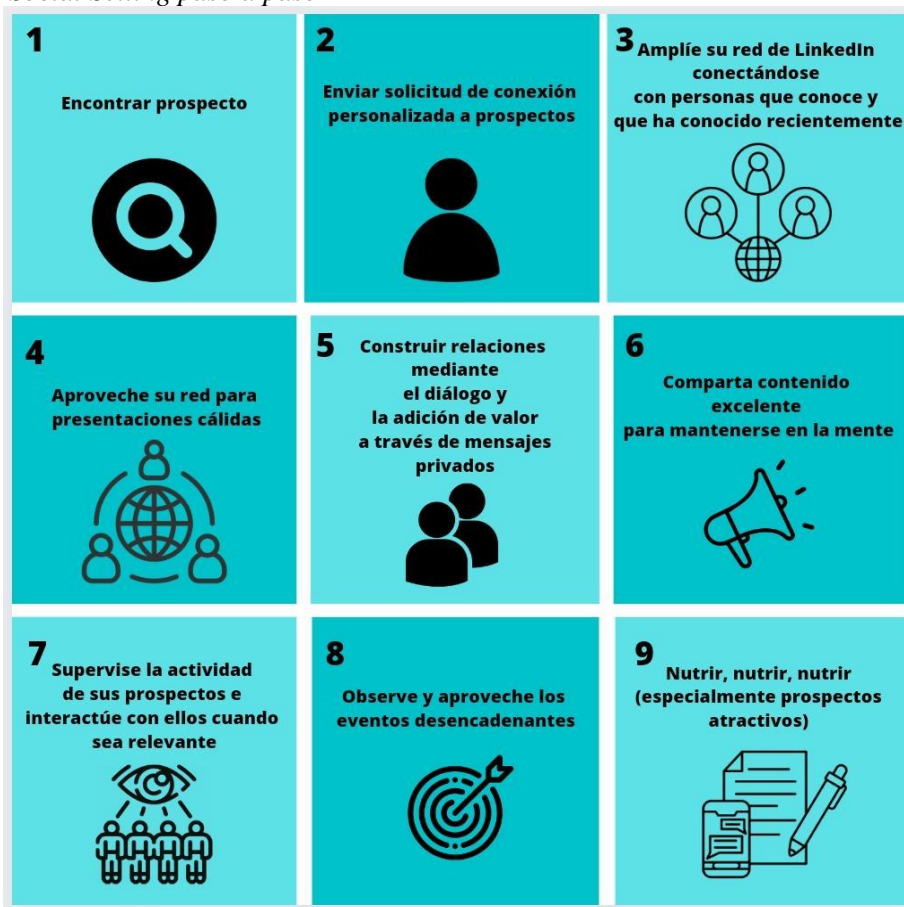 Social Selling paso a paso
1
Encontrar prospecto
2
Enviar solicitud de conexión
personalizada a prospectos
3
Amplíe su red de LinkedIn
conectándose
con personas que conoce y
que ha conocido recientemente
4
Aproveche su red para
presentaciones cálidas
5
Construir relaciones
mediante
el diálogo y
la adición de valor
a través de mensajes
privados
6
Comparta contenido
excelente
para mantenerse en la mente
7
Supervise la actividad
de sus prospectos e
interactúe con ellos cuando
sea relevante
8
Observe y aproveche los
eventos desencadenantes
9
Nutrir, nutrir, nutrir
(especialmente prospectos
atractivos)